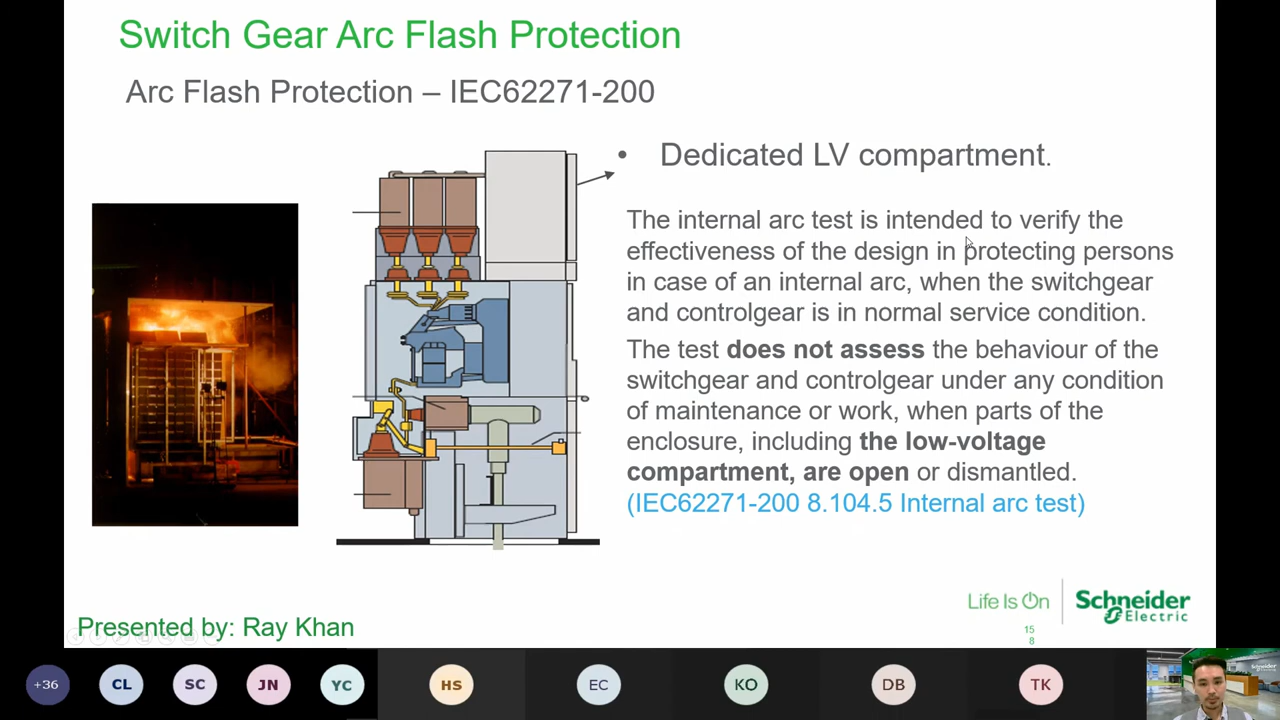 Switch Gear Arc Flash Protection
Arc Flash Protection – IEC62271-200
• Dedicated LV compartment.
The internal arc test is intended to verify the
effectiveness of the design in protecting persons
in case of an internal arc, when the switchgear
and controlgear is in normal service condition.
The test does not assess the behaviour of the
switchgear and controlgear under any condition
of maintenance or work, when parts of the
enclosure, including the low-voltage
compartment, are open or dismantled.
(IEC62271-200 8.104.5 Internal arc test)
Life Is On
Schneider
Electric
Presented by: Ray Khan
15
8
+36
CL
SC
JN
YC
HS
EC
KO
DB
TK
Schneider